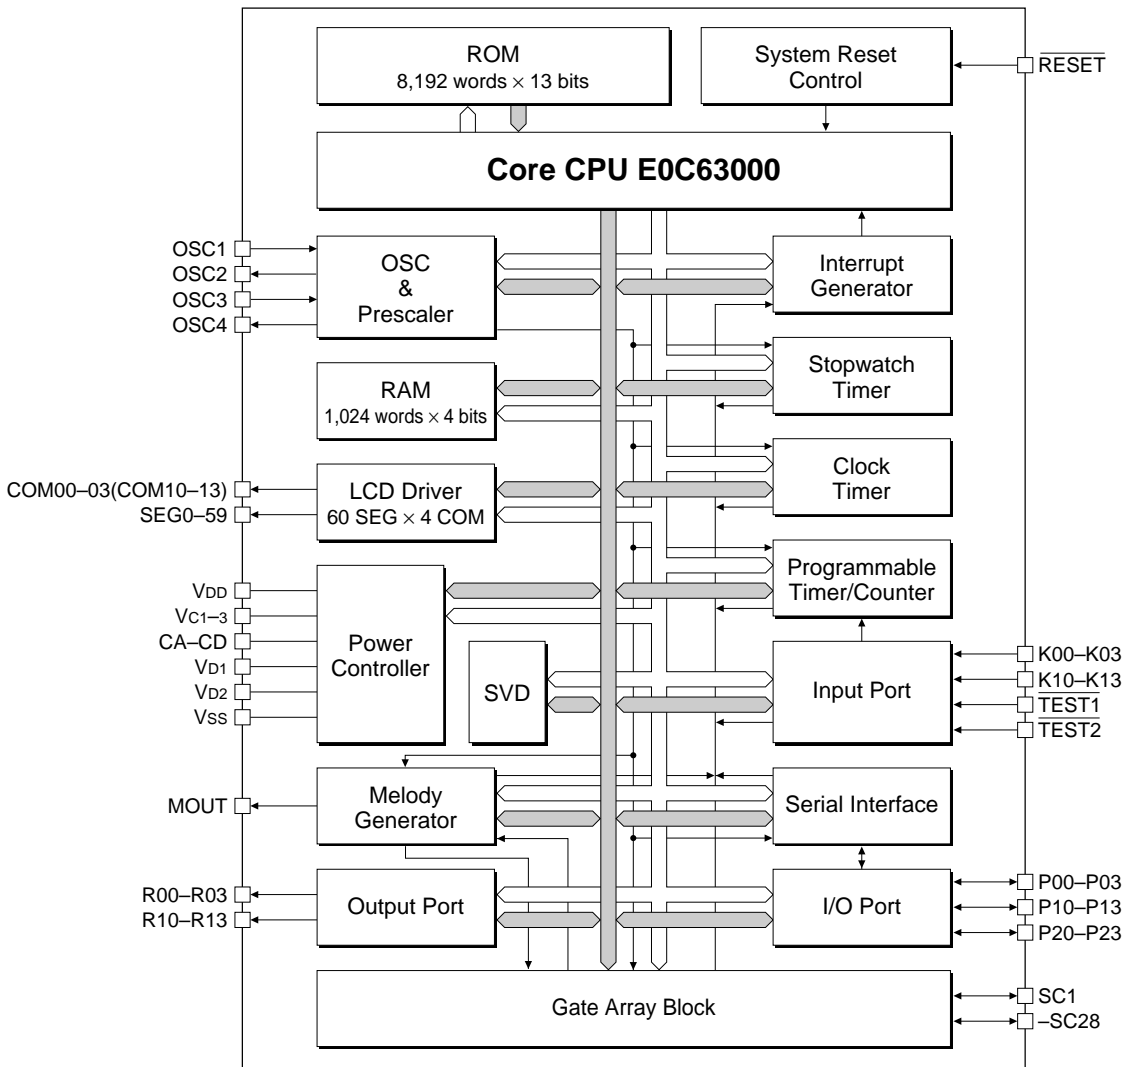 ROM
8,192 words × 13 bits
System Reset
Control
RESET
Core CPU E0C63000
OSC1
OSC2
OSC3
OSC4
OSC
&
Prescaler
Interrupt
Generator
Stopwatch
Timer
RAM
1,024 words × 4 bits
Clock
Timer
COM00–03(COM10–13)
SEG0–59
LCD Driver
60 SEG × 4 COM
Programmable
Timer/Counter
VDD
VC1–3
CA–CD
VD1
VD2
VSS
Power
Controller
SVD
Input Port
K00–K03
K10–K13
TEST1
TEST2
MOUT
Melody
Generator
Serial Interface
R00–R03
R10–R13
Output Port
I/O Port
P00–P03
P10–P13
P20–P23
Gate Array Block
SC1
–SC28